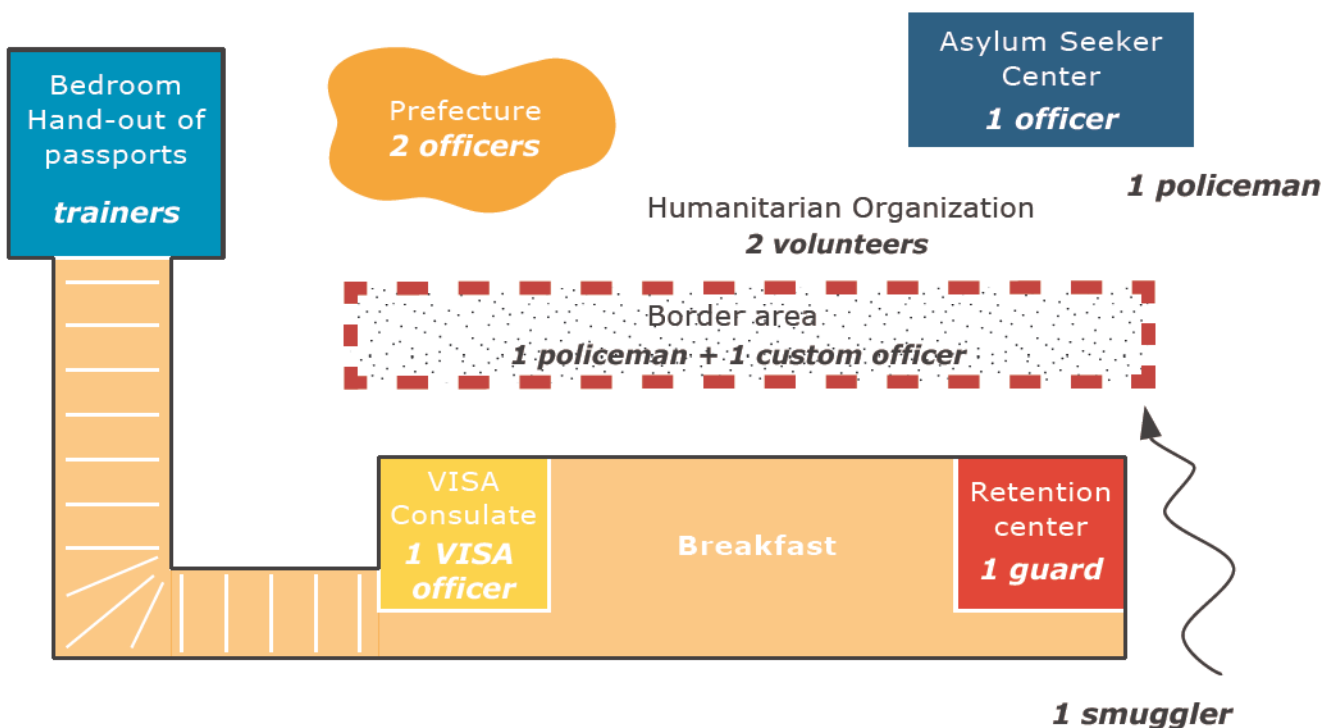 Bedroom
Hand-out of
passports
trainers
Prefecture
2 officers
Asylum Seeker
Center
1 officer
1 policeman
Humanitarian Organization
2 volunteers
Border area
1 policeman + 1 custom officer
VISA
Consulate
1 VISA
officer
Breakfast
Retention
center
1 guard
1 smuggler